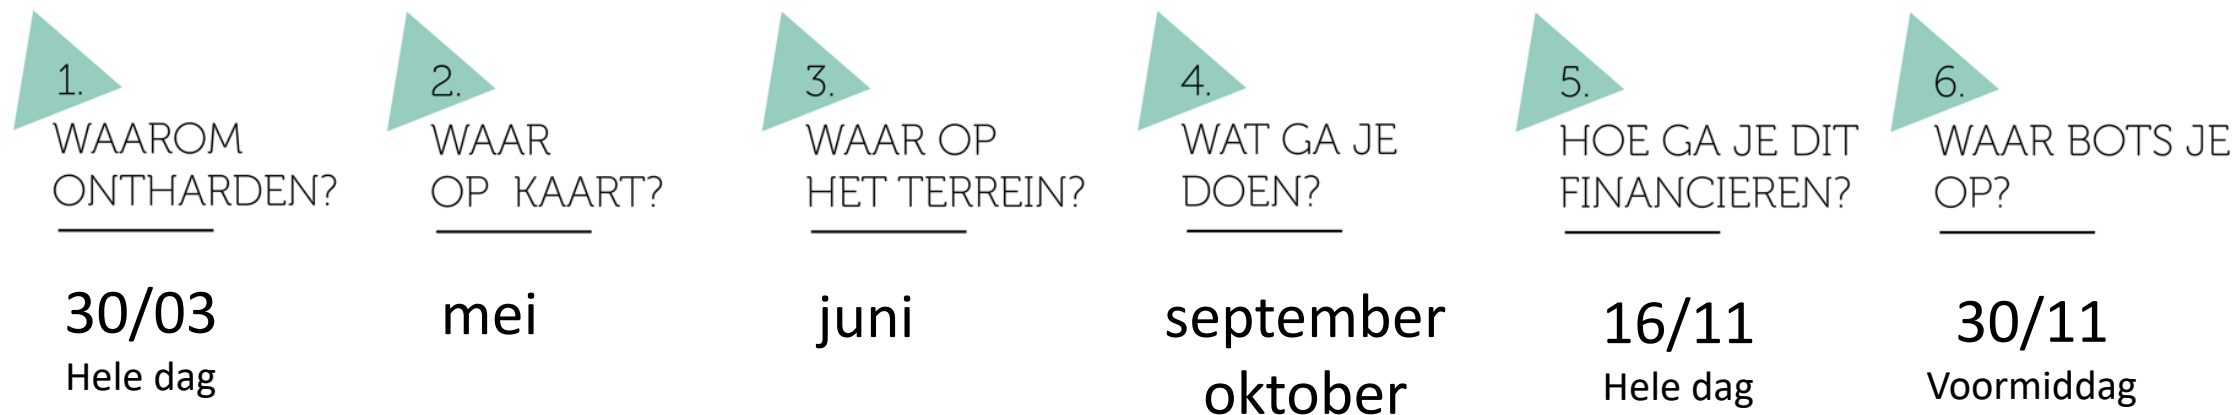 1.
WAAROM
ONTHARDEN?
30/03
Hele dag
2.
WAAR
OP KAART?
mei
3.
WAAR OP
HET TERREIN?
juni
4.
WAT GA JE
DOEN?
september
oktober
5.
HOE GA JE DIT
FINANCIEREN?
16/11
Hele dag
6.
WAAR BOTS JE
OP?
30/11
Voormiddag